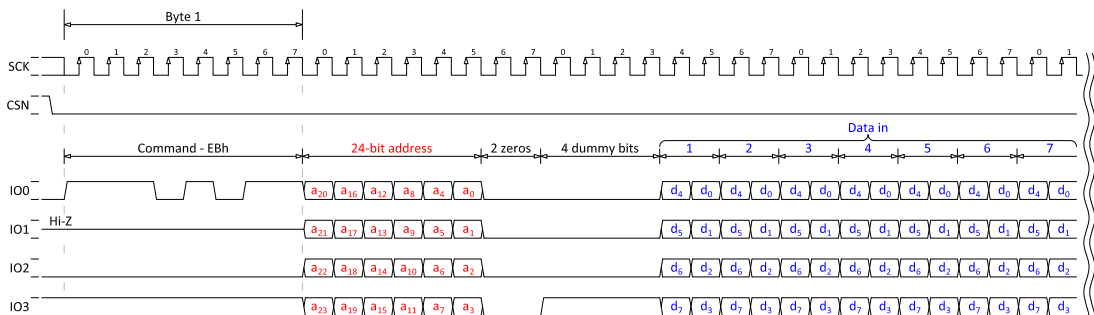 Byte 1
0 1 2 3 4 5 6 7 0 1 2 3 4 5 6 7 0 1 2 3 4 5 6 7 0 1 2 3 4 5 6 7 0 1
SCK
CSN
Data in
Command - EBh 24-bit address 2 zeros 4 dummy bits 1 2 3 4 5 6 7
IO0 a20 a16 a12 a8 a4 a0 d4 d0 d4 d0 d4 d0 d4 d0 d4 d0 d4 d0 d4 d0
Hi-Z
IO1 a21 a17 a13 a9 a5 a1 d5 d1 d5 d1 d5 d1 d5 d1 d5 d1 d5 d1 d5 d1
IO2 a22 a18 a14 a10 a6 a2 d6 d2 d6 d2 d6 d2 d6 d2 d6 d2 d6 d2 d6 d2
IO3 a23 a19 a15 a11 a7 a3 d7 d3 d7 d3 d7 d3 d7 d3 d7 d3 d7 d3 d7 d3